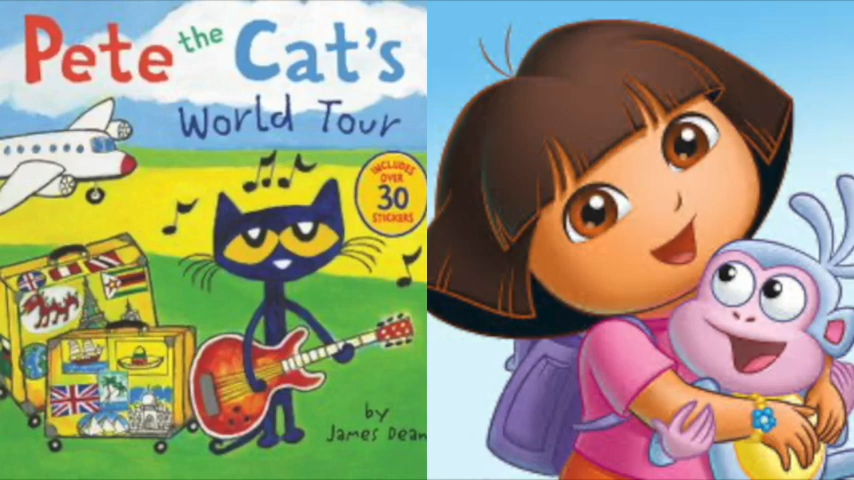 Pete the Cat's
World Tour
INCLUDES
OVER
30
STICKERS
by
James Dean